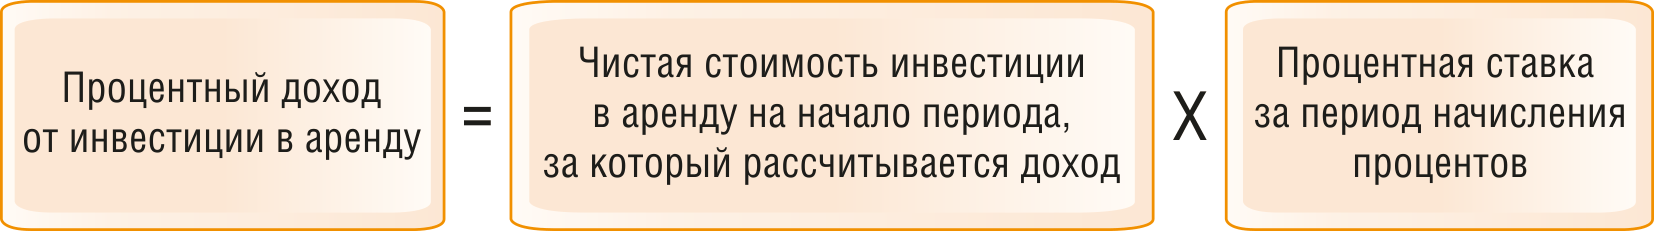 Процентный доход
от инвестиции в аренду
=
Чистая стоимость инвестиции
в аренду на начало периода,
за который рассчитывается доход
X
Процентная ставка
за период начисления
процентов